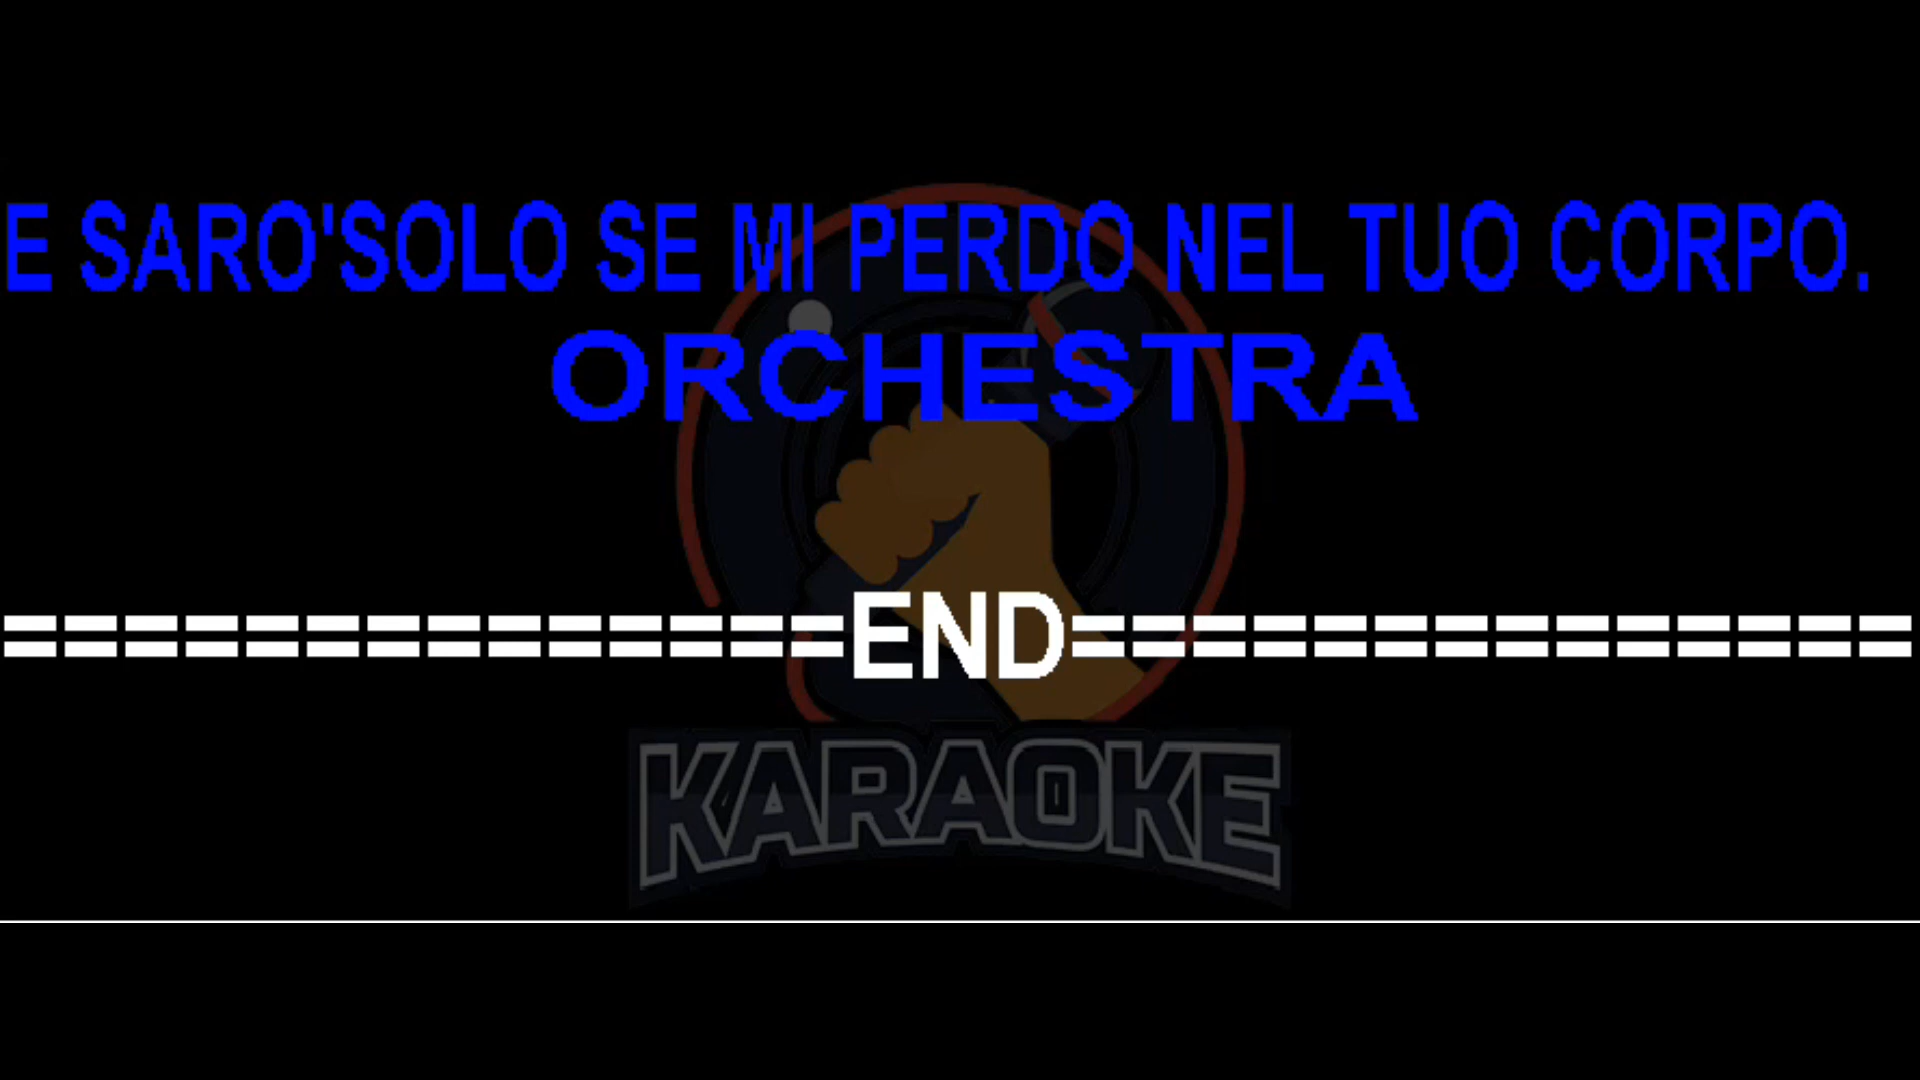 E SARO'SOLO SE MI PERDO NEL TUO CORPO.
ORCHESTRA
==============END==============
KARAOKE